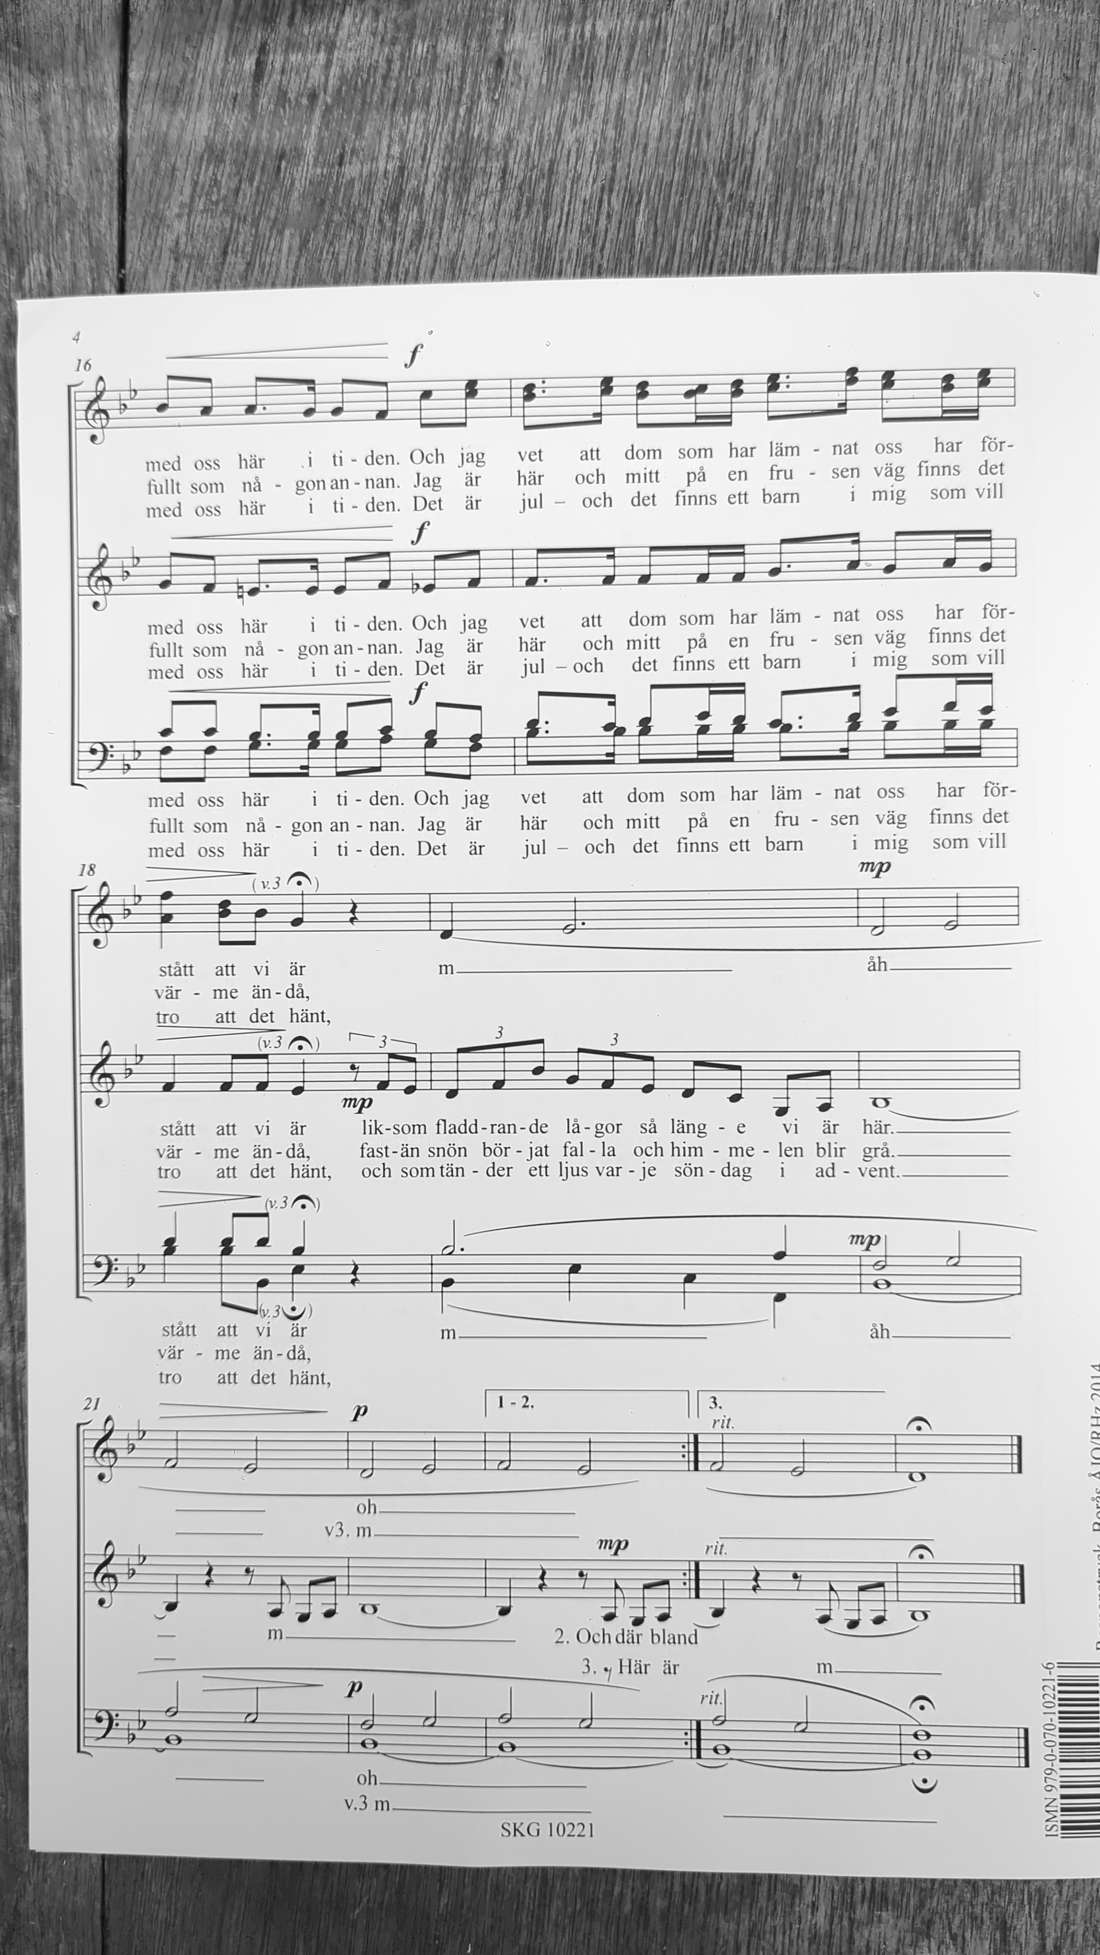 4
16
f
med oss här i ti - den. Och jag vet att dom som har läm - nat oss har för-
fullt som nå - gon an - nan. Jag är här och mitt på en fru - sen väg finns det
med oss här i ti - den. Det är jul – och det finns ett barn i mig som vill
f
med oss här i ti - den. Och jag vet att dom som har läm - nat oss har för-
fullt som nå - gon an - nan. Jag är här och mitt på en fru - sen väg finns det
med oss här i ti - den. Det är jul – och det finns ett barn i mig som vill
f
med oss här i ti - den. Och jag vet att dom som har läm - nat oss har för-
fullt som nå - gon an - nan. Jag är här och mitt på en fru - sen väg finns det
med oss här i ti - den. Det är jul – och det finns ett barn i mig som vill
18
(v.3) mp
stått att vi är m åh
vär - me än - då,
tro att det hänt,
(v.3) 3 3 3
mp
stått att vi är lik-som fladd-ran-de lå-gor så läng - e vi är här.
vär - me än - då, fast-än snön bör-jat fal-la och him - me - len blir grå.
tro att det hänt, och som tän - der ett ljus var - je sön - dag i ad - vent.
(v.3) mp
(v.3)
stått att vi är m åh
vär - me än - då,
tro att det hänt,
21
p 1 - 2. 3.
rit.
oh
v3. m
mp rit.
m 2. Och där bland
3. Här är m
p rit.
oh
v.3 m
SKG 10221
ISMN 979-0-070-10221-6